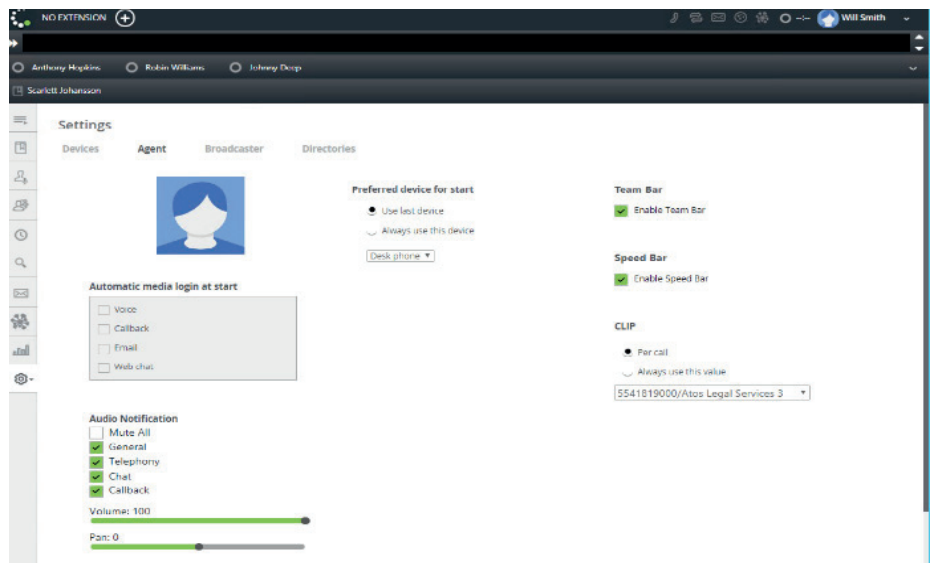 NO EXTENSION
--:-- Will Smith
Anthony Hopkins Robin Williams Johnny Deep
Scarlett Johansson
Settings
Devices Agent Broadcaster Directories
Preferred device for start
Use last device
Always use this device
Desk phone
Team Bar
Enable Team Bar
Speed Bar
Enable Speed Bar
Automatic media login at start
Voice
Callback
Email
Web chat
CLIP
Per call
Always use this value
5541819000/Atos Legal Services 3
Audio Notification
Mute All
General
Telephony
Chat
Callback
Volume: 100
Pan: 0